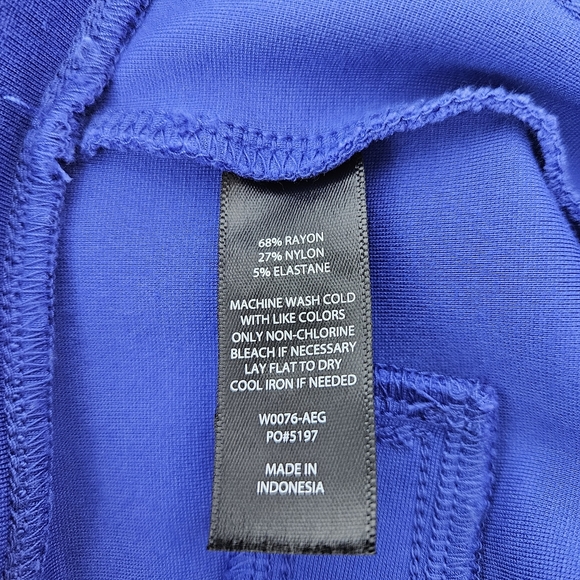 68% RAYON
27% NYLON
5% ELASTANE
MACHINE WASH COLD
WITH LIKE COLORS
ONLY NON-CHLORINE
BLEACH IF NECESSARY
LAY FLAT TO DRY
COOL IRON IF NEEDED
W0076-AEG
PO#5197
MADE IN
INDONESIA